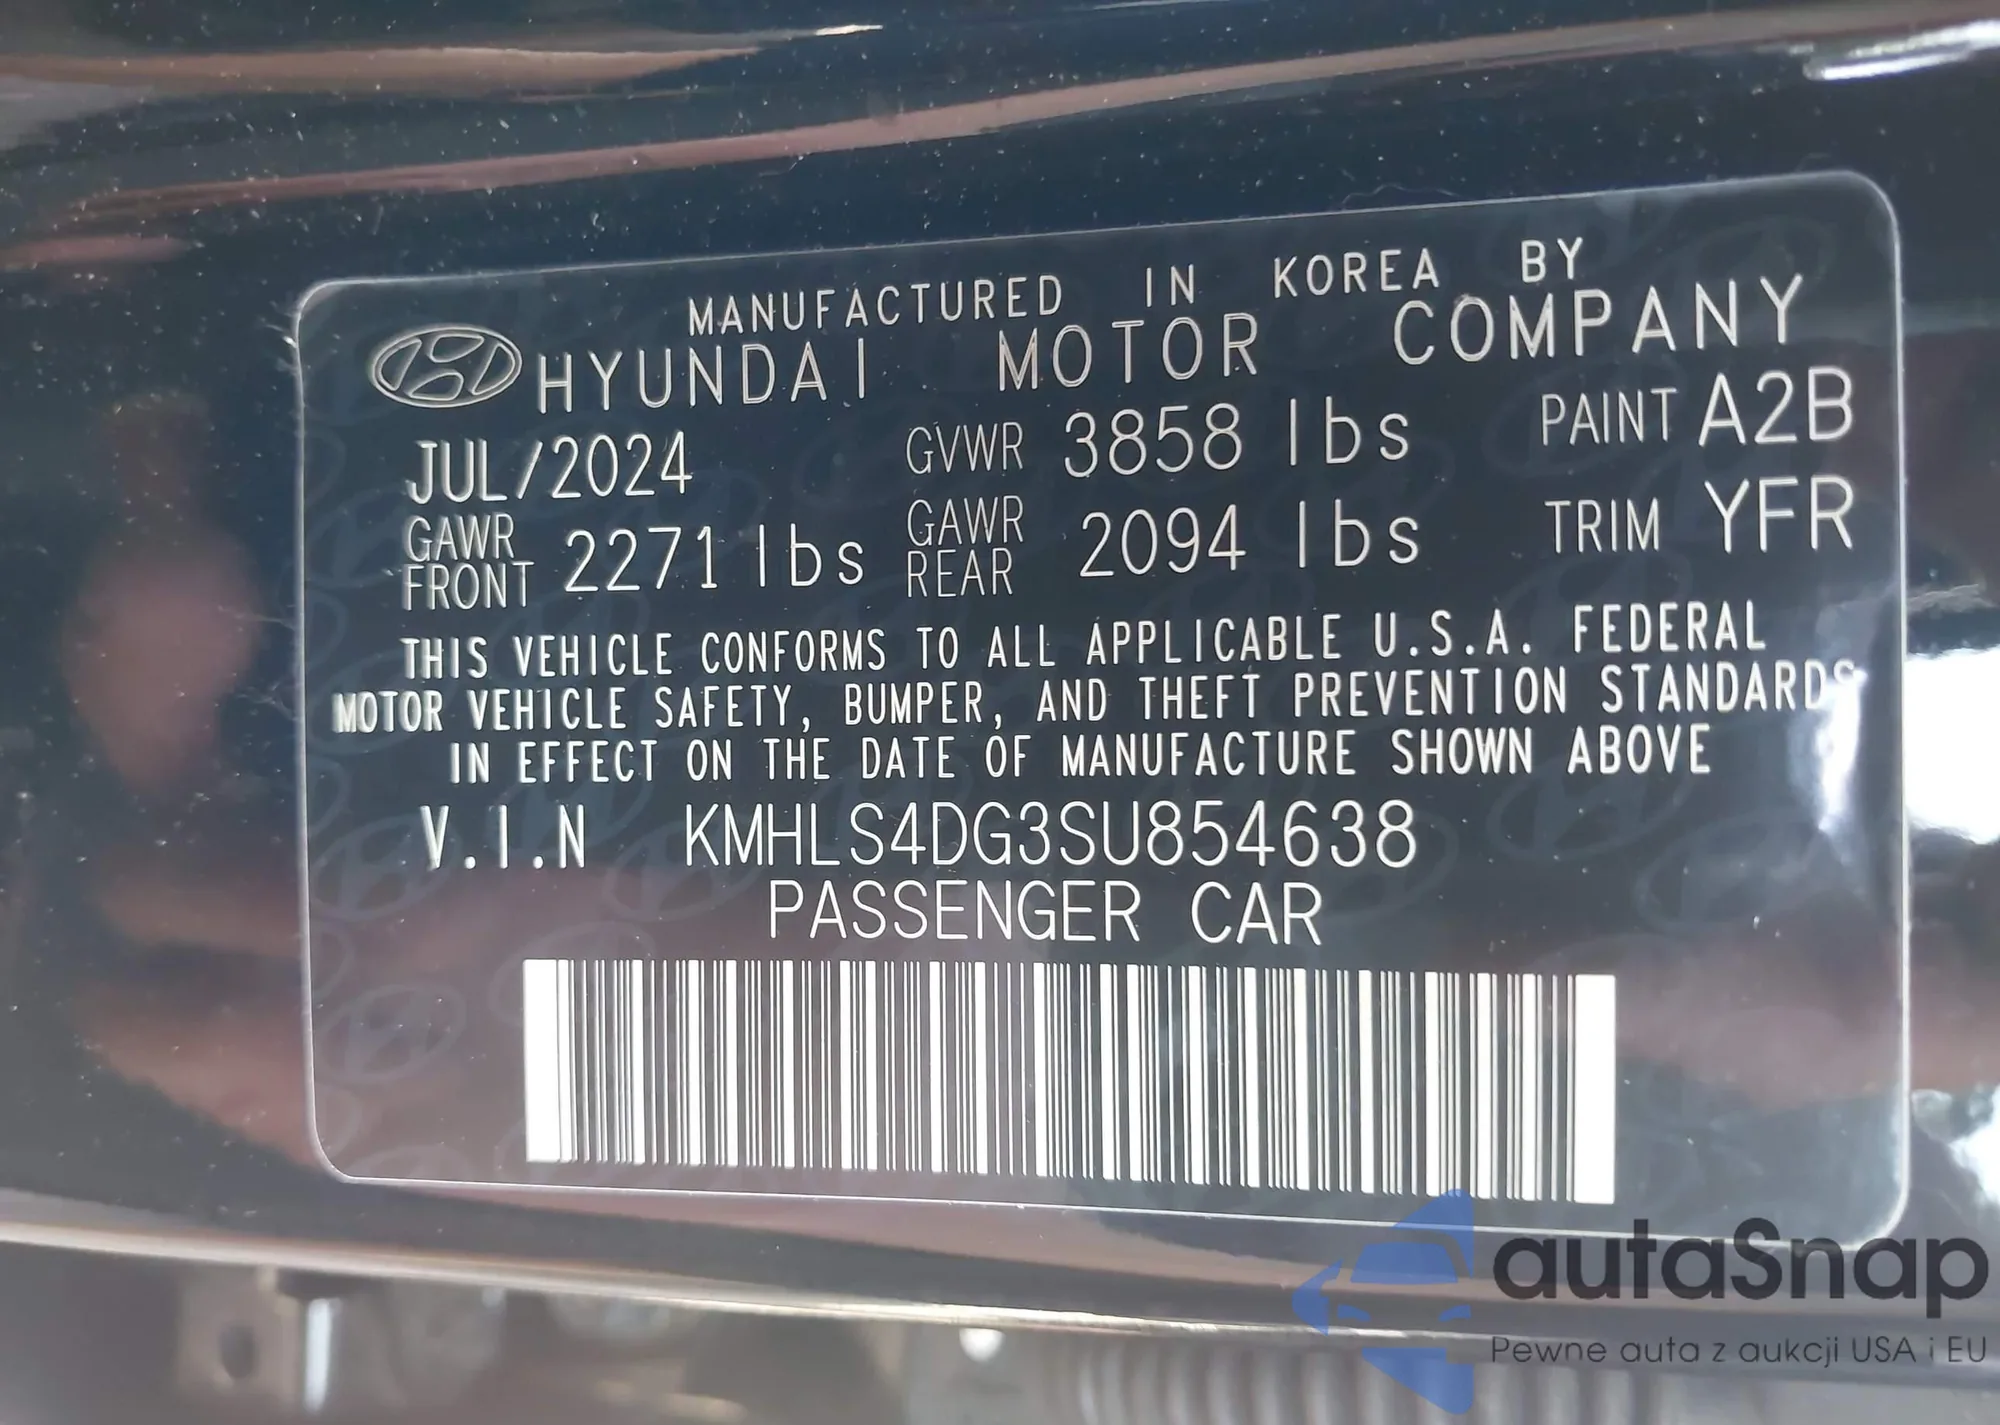 MANUFACTURED IN KOREA BY
HYUNDAI MOTOR COMPANY
JUL/2024 GVWR 3858 lbs PAINT A2B
GAWR FRONT 2271 lbs GAWR REAR 2094 lbs TRIM YFR
THIS VEHICLE CONFORMS TO ALL APPLICABLE U.S.A. FEDERAL
MOTOR VEHICLE SAFETY, BUMPER, AND THEFT PREVENTION STANDARDS
IN EFFECT ON THE DATE OF MANUFACTURE SHOWN ABOVE
V.I.N KMHLS4DG3SU854638
PASSENGER CAR
autaSnap
Pewne auta z aukcji USA i EU